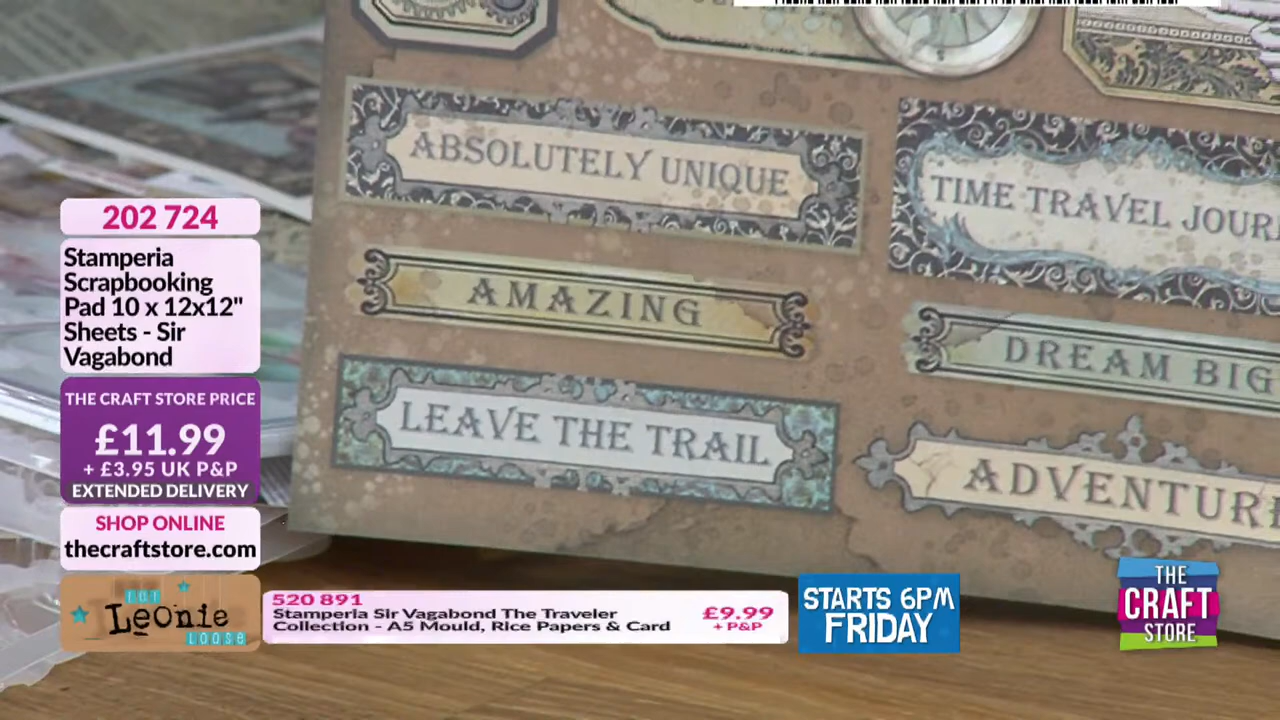 ABSOLUTELY UNIQUE
TIME TRAVEL
AMAZING
DREAM BIG
LEAVE THE TRAIL
202 724
Stamperia
Scrapbooking
Pad 10 x 12x12"
Sheets - Sir
Vagabond
THE CRAFT STORE PRICE
£11.99
+ £3.95 UK P&P
EXTENDED DELIVERY
SHOP ONLINE
thecraftstore.com
LET
Leonie
LOOSE
520 891
Stamperia Sir Vagabond The Traveler
Collection - A5 Mould, Rice Papers & Card
£9.99
+ P&P
STARTS 6PM
FRIDAY
THE
CRAFT
STORE